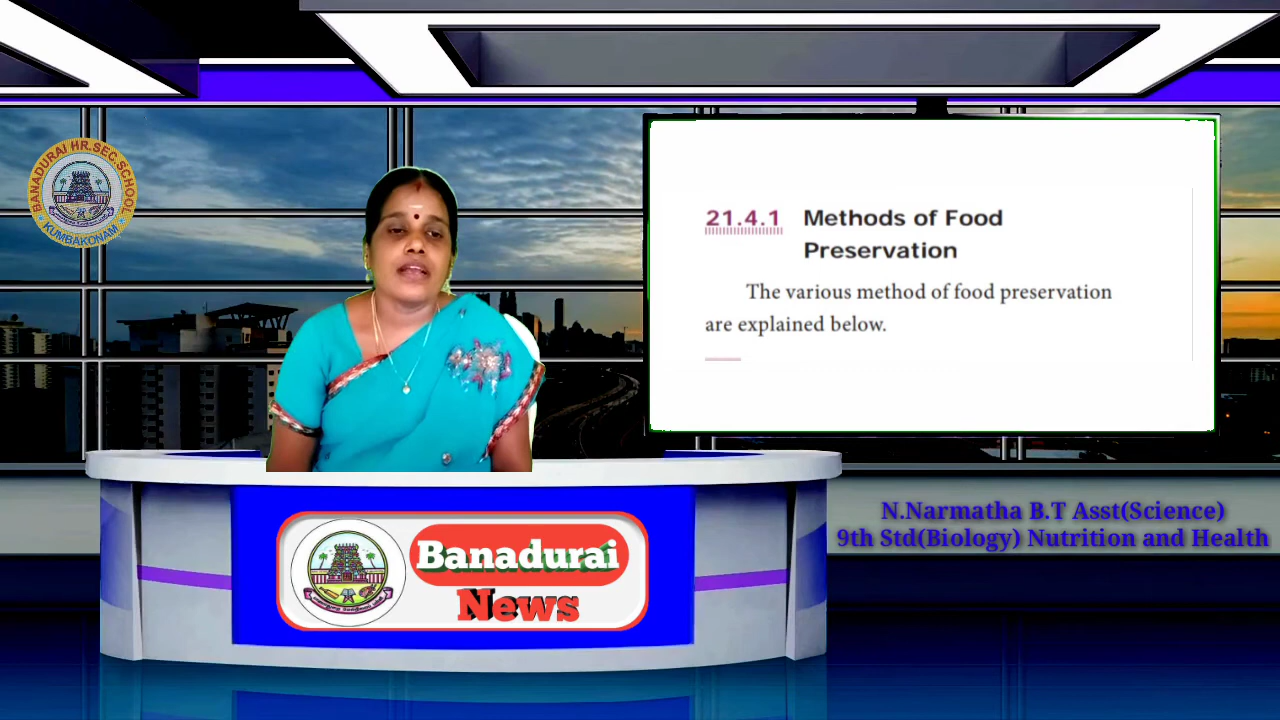 BANADURAI HR.SEC.SCHOOL
KUMBAKONAM
21.4.1 Methods of Food
Preservation
The various method of food preservation
are explained below.
N.Narmatha B.T Asst(Science)
9th Std(Biology) Nutrition and Health
Banadurai
News